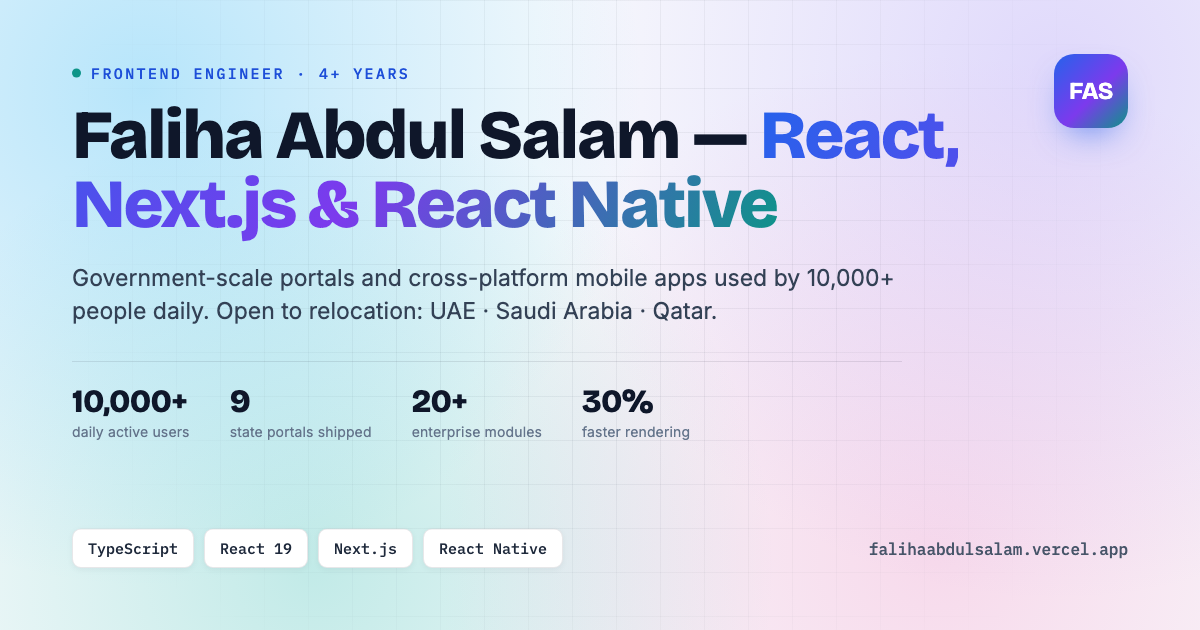 FRONTEND ENGINEER · 4+ YEARS
FAS
Faliha Abdul Salam — React,
Next.js & React Native
Government-scale portals and cross-platform mobile apps used by 10,000+
people daily. Open to relocation: UAE · Saudi Arabia · Qatar.
10,000+ 9 20+ 30%
daily active users state portals shipped enterprise modules faster rendering
TypeScript React 19 Next.js React Native falihaabdulsalam.vercel.app